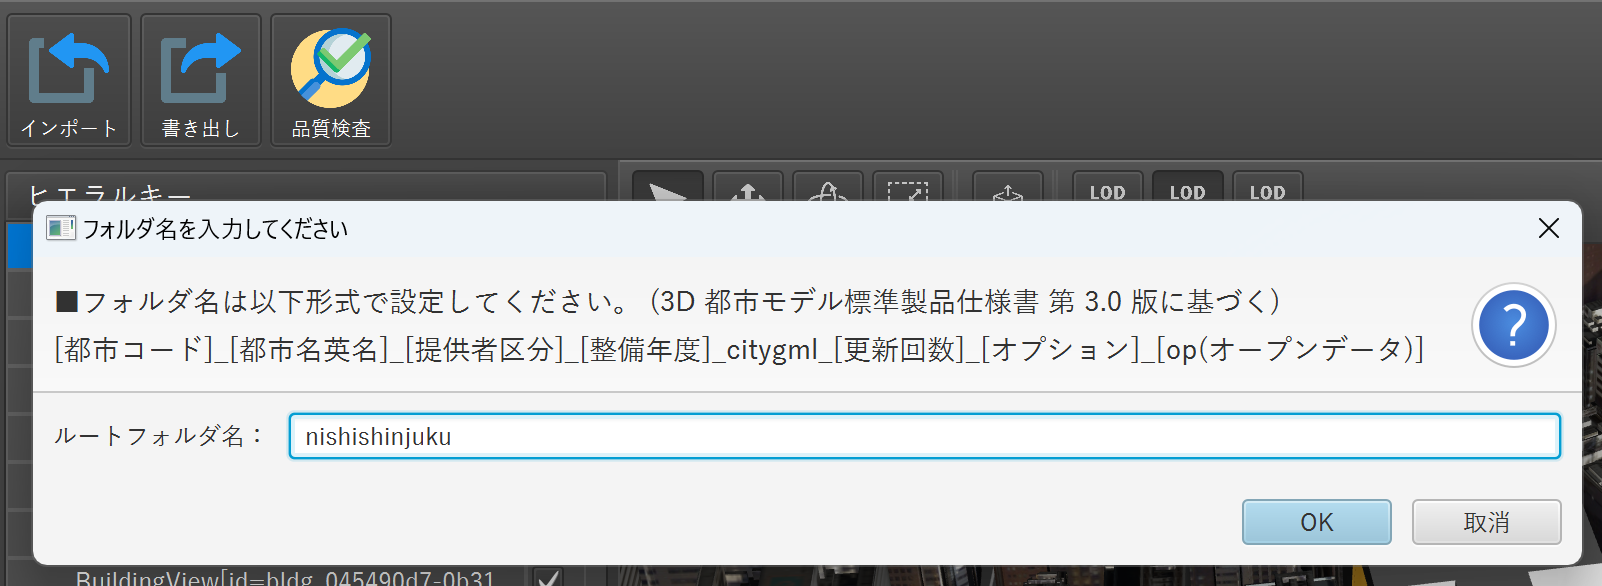 インポート
書き出し
品質検査
ヒエラルキー
LOD
LOD
LOD
フォルダ名を入力してください
■フォルダ名は以下形式で設定してください。 (3D 都市モデル標準製品仕様書 第 3.0 版に基づく)
[都市コード]_[都市名英名]_[提供者区分]_[整備年度]_citygml_[更新回数]_[オプション]_[op(オープンデータ)]
ルートフォルダ名：
nishishinjuku
OK
取消
BuildingView[id=bldg_045490d7-0b31